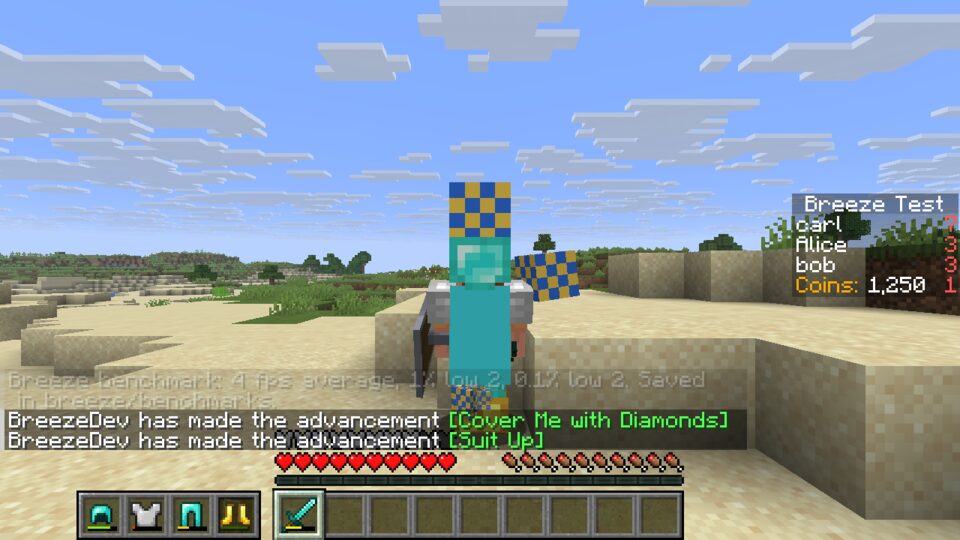 Breeze Test
carl 7
Alice 3
bob 3
Coins: 1,250 1
Breeze benchmark: 4 fps average, 1% low 2, 0.1% low 2. Saved
in breeze/benchmarks.
BreezeDev has made the advancement [Cover Me with Diamonds]
BreezeDev has made the advancement [Suit Up]